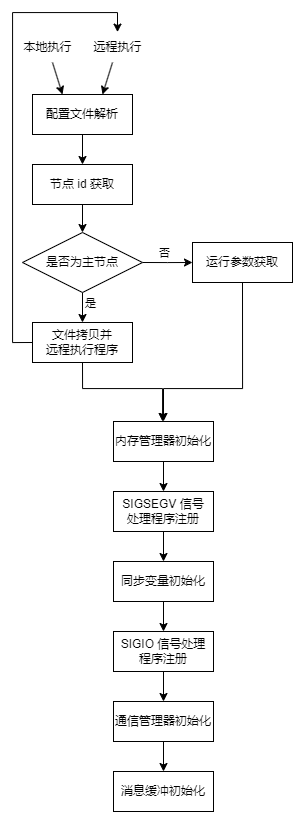 本地执行
远程执行
配置文件解析
节点 id 获取
是否为主节点
否
运行参数获取
是
文件拷贝并
远程执行程序
内存管理器初始化
SIGSEGV 信号
处理程序注册
同步变量初始化
SIGIO 信号处理
程序注册
通信管理器初始化
消息缓冲初始化